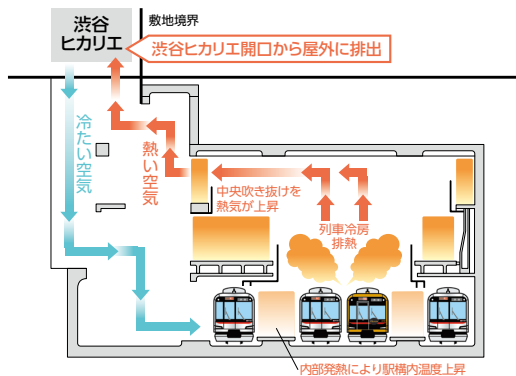 渋谷
ヒカリエ
敷地境界
渋谷ヒカリエ開口から屋外に排出
冷たい空気
熱い空気
中央吹き抜けを
熱気が上昇
列車冷房
排熱
内部発熱により駅構内温度上昇